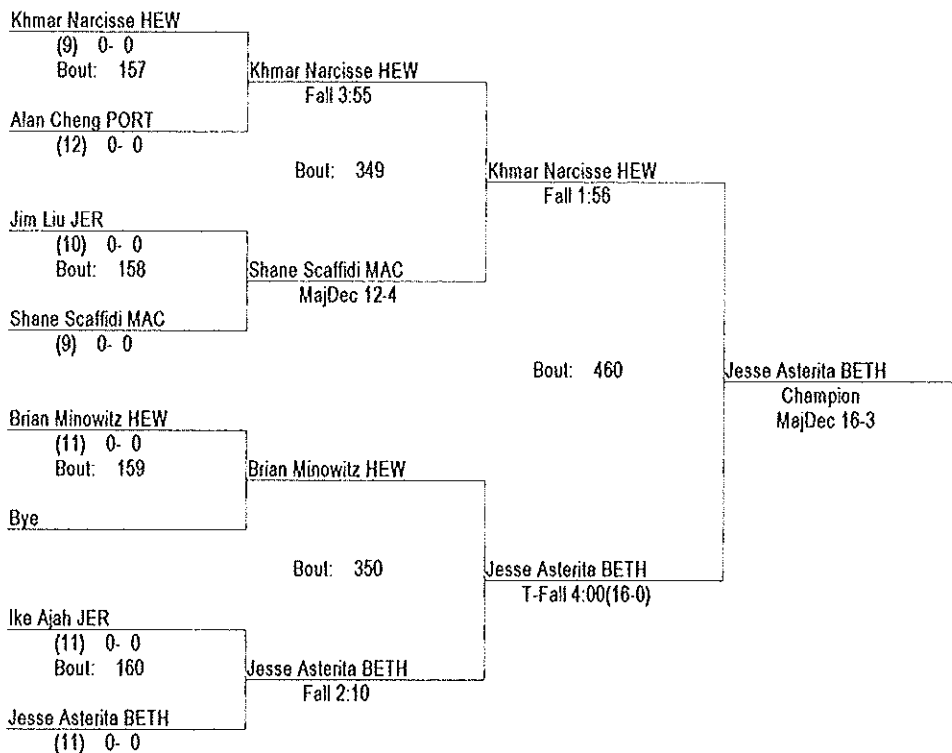 Khmar Narcisse HEW
(9) 0- 0
Bout: 157
Khmar Narcisse HEW
Fall 3:55
Alan Cheng PORT
(12) 0- 0
Bout: 349
Khmar Narcisse HEW
Fall 1:56
Jim Liu JER
(10) 0- 0
Bout: 158
Shane Scaffidi MAC
MajDec 12-4
Shane Scaffidi MAC
(9) 0- 0
Bout: 460
Jesse Asterita BETH
Champion
MajDec 16-3
Brian Minowitz HEW
(11) 0- 0
Bout: 159
Brian Minowitz HEW
Bye
Bout: 350
Jesse Asterita BETH
T-Fall 4:00(16-0)
Ike Ajah JER
(11) 0- 0
Bout: 160
Jesse Asterita BETH
Fall 2:10
Jesse Asterita BETH
(11) 0- 0